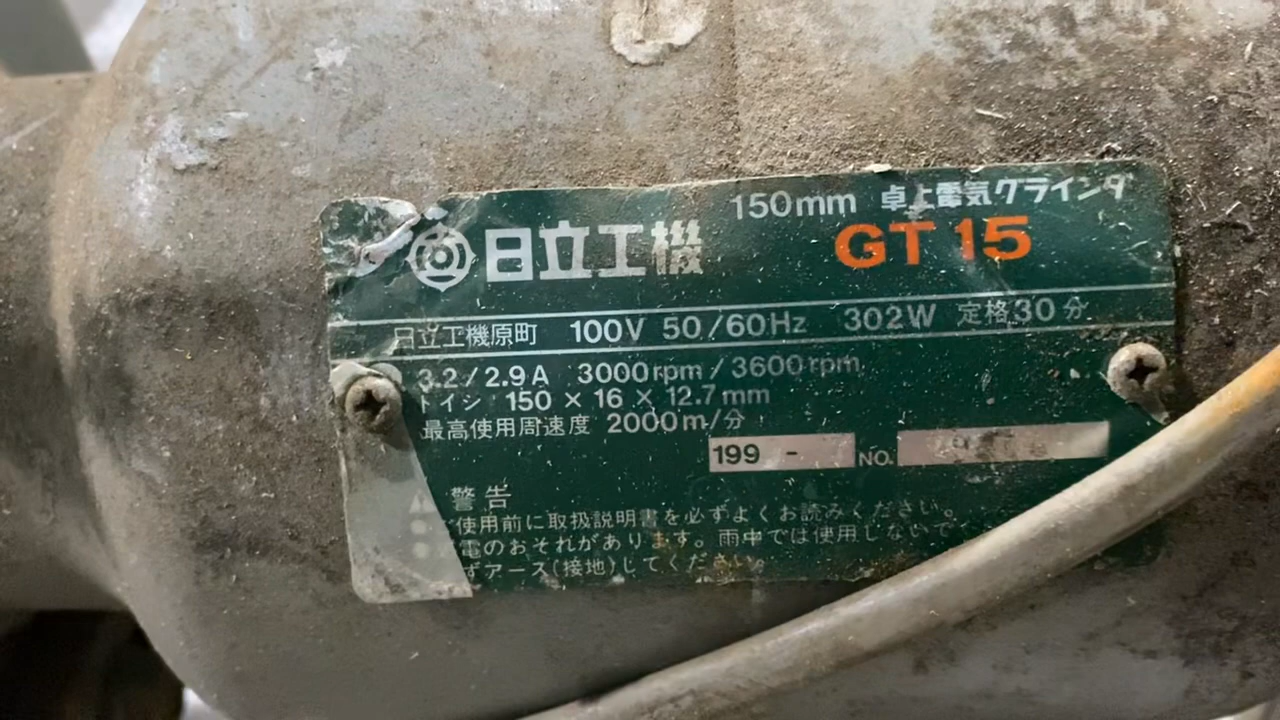 150mm 卓上電気グラインダ
日立工機 GT 15
日立工機原町 100V 50/60Hz 302W 定格30分
3.2/2.9A 3000rpm/3600rpm
トイシ 150 × 16 × 12.7mm
最高使用周速度 2000m/分
199 - NO.
警告
使用前に取扱説明書を必ずよくお読みください。
電のおそれがあります。雨中では使用しないで
ずアース(接地)してください